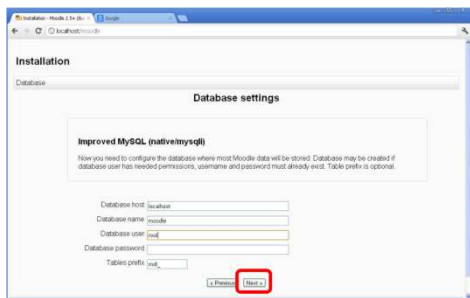 Installation - Moodle 2.5+ (Bu
Google
localhost/moodle
Installation
Database
Database settings
Improved MySQL (native/mysqli)
Now you need to configure the database where most Moodle data will be stored. Database may be created if
database user has needed permissions, username and password must already exist. Table prefix is optional.
Database host localhost
Database name moodle
Database user root
Database password
Tables prefix mdl_
« Previous Next »